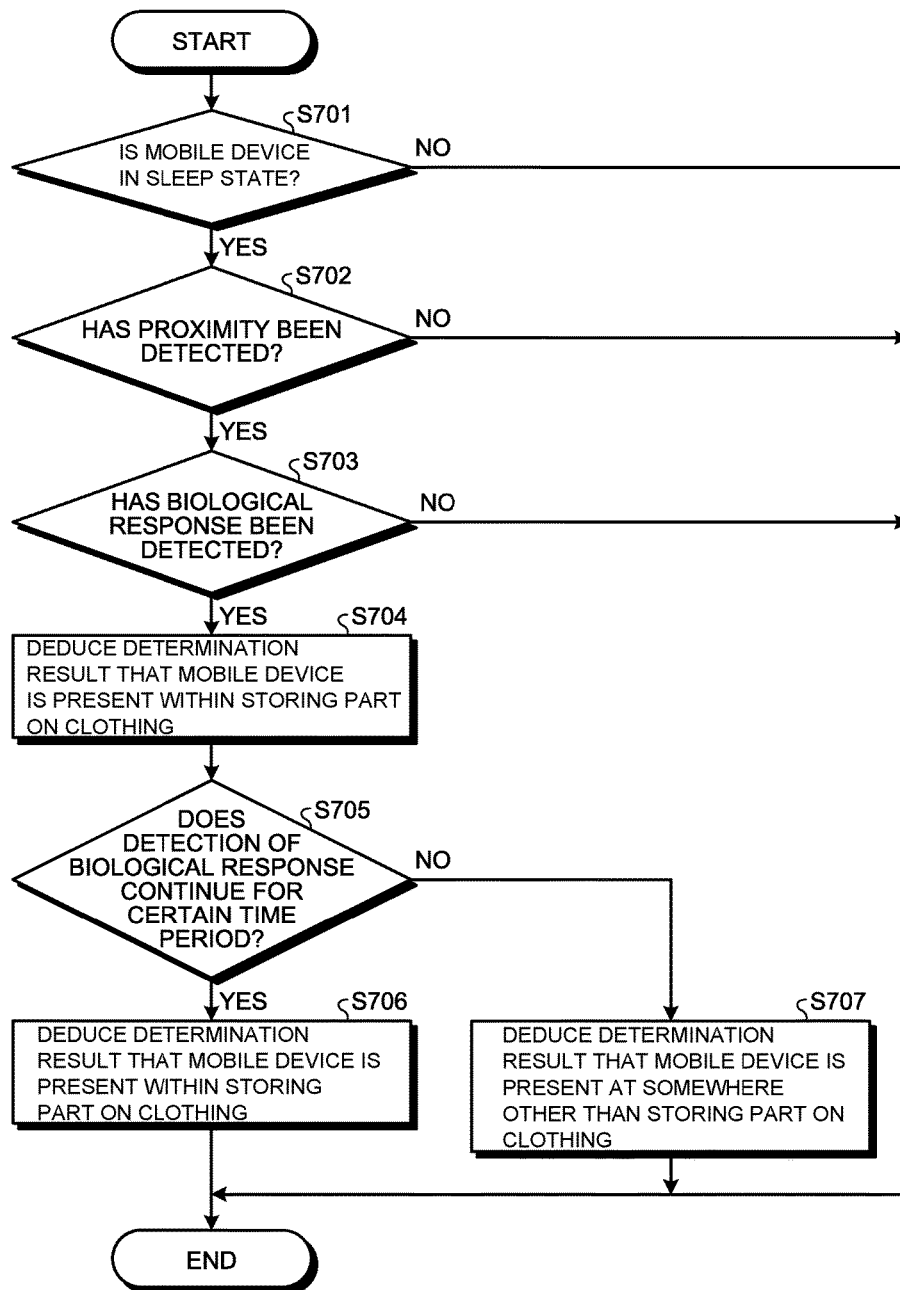 START
S701
IS MOBILE DEVICE
IN SLEEP STATE?
NO
YES
S702
HAS PROXIMITY BEEN
DETECTED?
NO
YES
S703
HAS BIOLOGICAL
RESPONSE BEEN
DETECTED?
NO
YES
S704
DEDUCE DETERMINATION
RESULT THAT MOBILE DEVICE
IS PRESENT WITHIN STORING PART
ON CLOTHING
S705
DOES
DETECTION OF
BIOLOGICAL RESPONSE
CONTINUE FOR
CERTAIN TIME
PERIOD?
NO
YES
S706
DEDUCE DETERMINATION
RESULT THAT MOBILE DEVICE IS
PRESENT WITHIN STORING
PART ON CLOTHING
S707
DEDUCE DETERMINATION
RESULT THAT MOBILE DEVICE IS
PRESENT AT SOMEWHERE
OTHER THAN STORING PART ON
CLOTHING
END